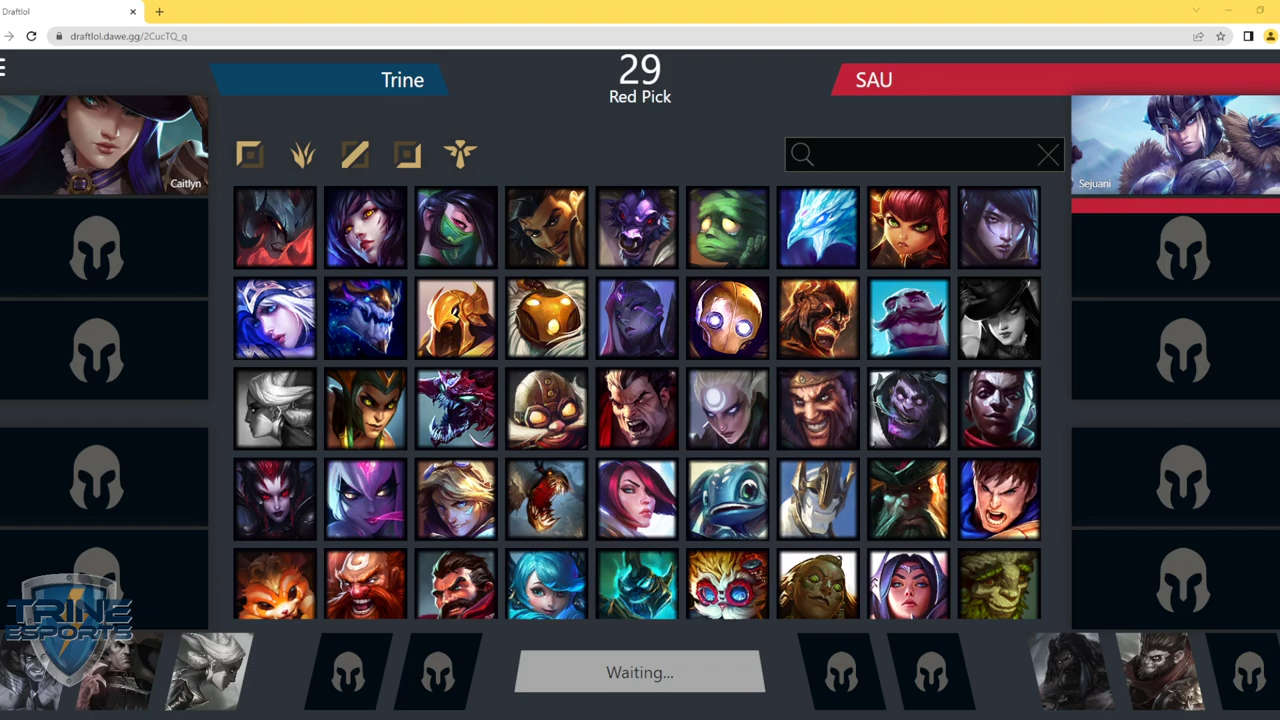 Draftlol
draftlol.dawe.gg/2CucTQ_q
Trine
29
Red Pick
SAU
Caitlyn
Sejuani
TRINE
ESPORTS
Waiting...